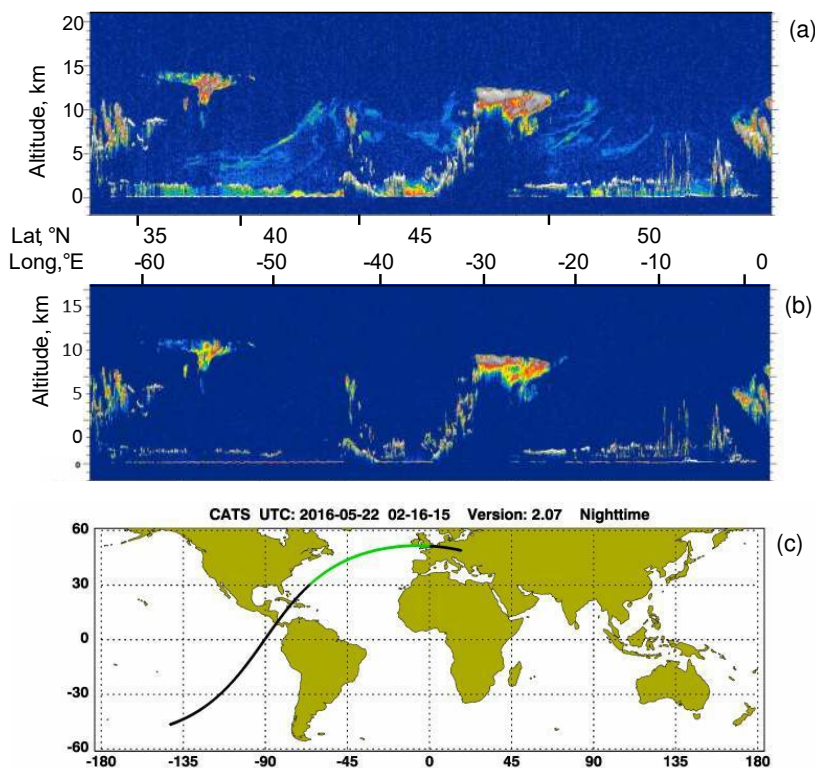 (a)
Altitude, km
20
15
10
5
0
Lat, °N 35 40 45 50
Long,°E -60 -50 -40 -30 -20 -10 0
(b)
Altitude, km
15
10
5
0
0
CATS UTC: 2016-05-22 02-16-15 Version: 2.07 Nighttime
(c)
60
30
0
-30
-60
-180 -135 -90 -45 0 45 90 135 180